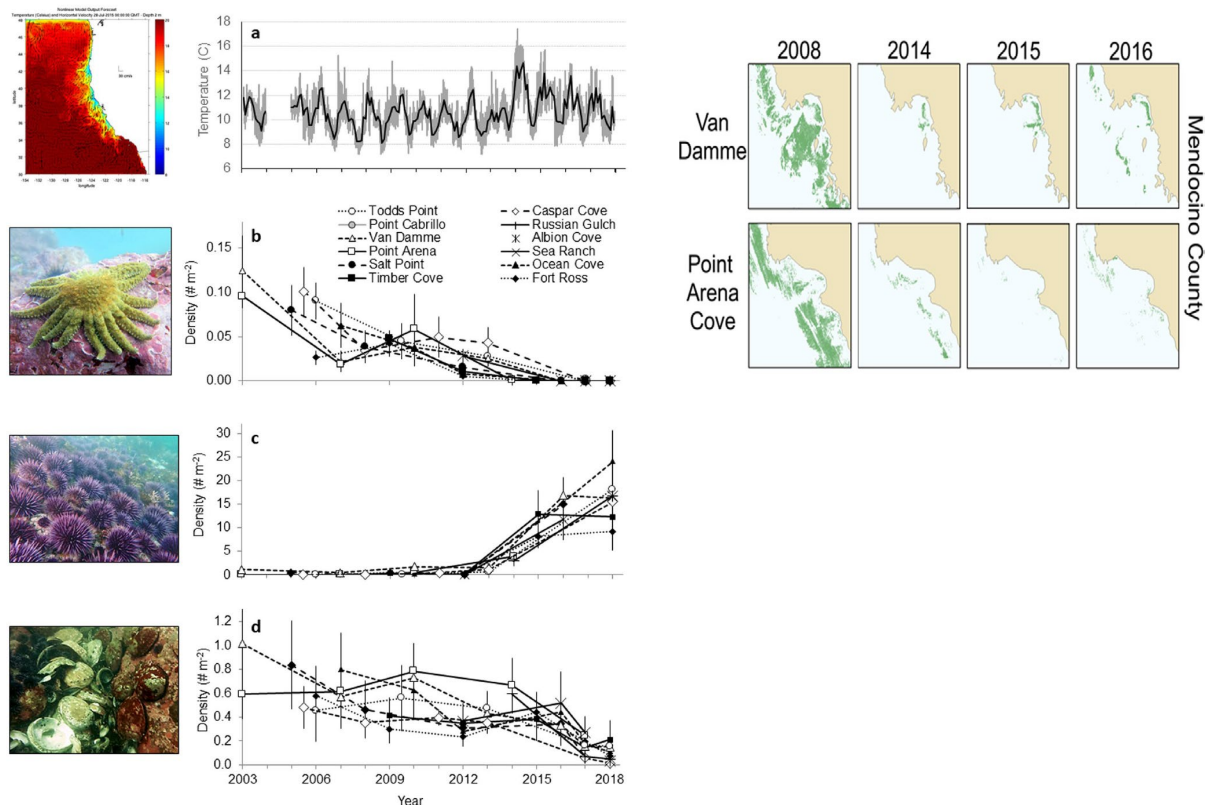 Nonlinear Model Output Forecast
a
18
16
14
12
10
8
6
Temperature (C)
b
Todds Point
Point Cabrillo
Van Damme
Point Arena
Salt Point
Timber Cove
Caspar Cove
Russian Gulch
Albion Cove
Sea Ranch
Ocean Cove
Fort Ross
0.15
0.10
0.05
0.00
Density (# m⁻²)
c
30
25
20
15
10
5
0
Density (# m⁻²)
d
1.2
1.0
0.8
0.6
0.4
0.2
0.0
Density (# m⁻²)
2003 2006 2009 2012 2015 2018
Year
2008 2014 2015 2016
Van
Damme
Point
Arena
Cove
Mendocino County